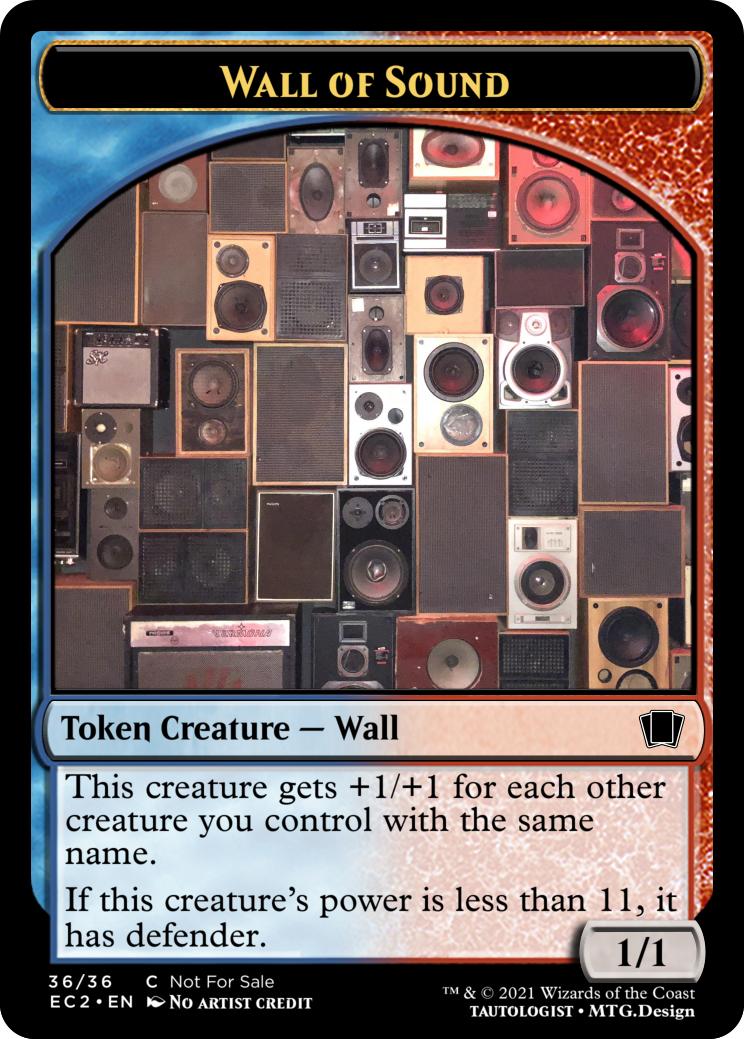 Wall of Sound
Token Creature — Wall
This creature gets +1/+1 for each other
creature you control with the same
name.
If this creature's power is less than 11, it
has defender.
1/1
36/36 C Not For Sale
EC2 • EN No artist credit
™ & © 2021 Wizards of the Coast
TAUTOLOGIST • MTG.Design